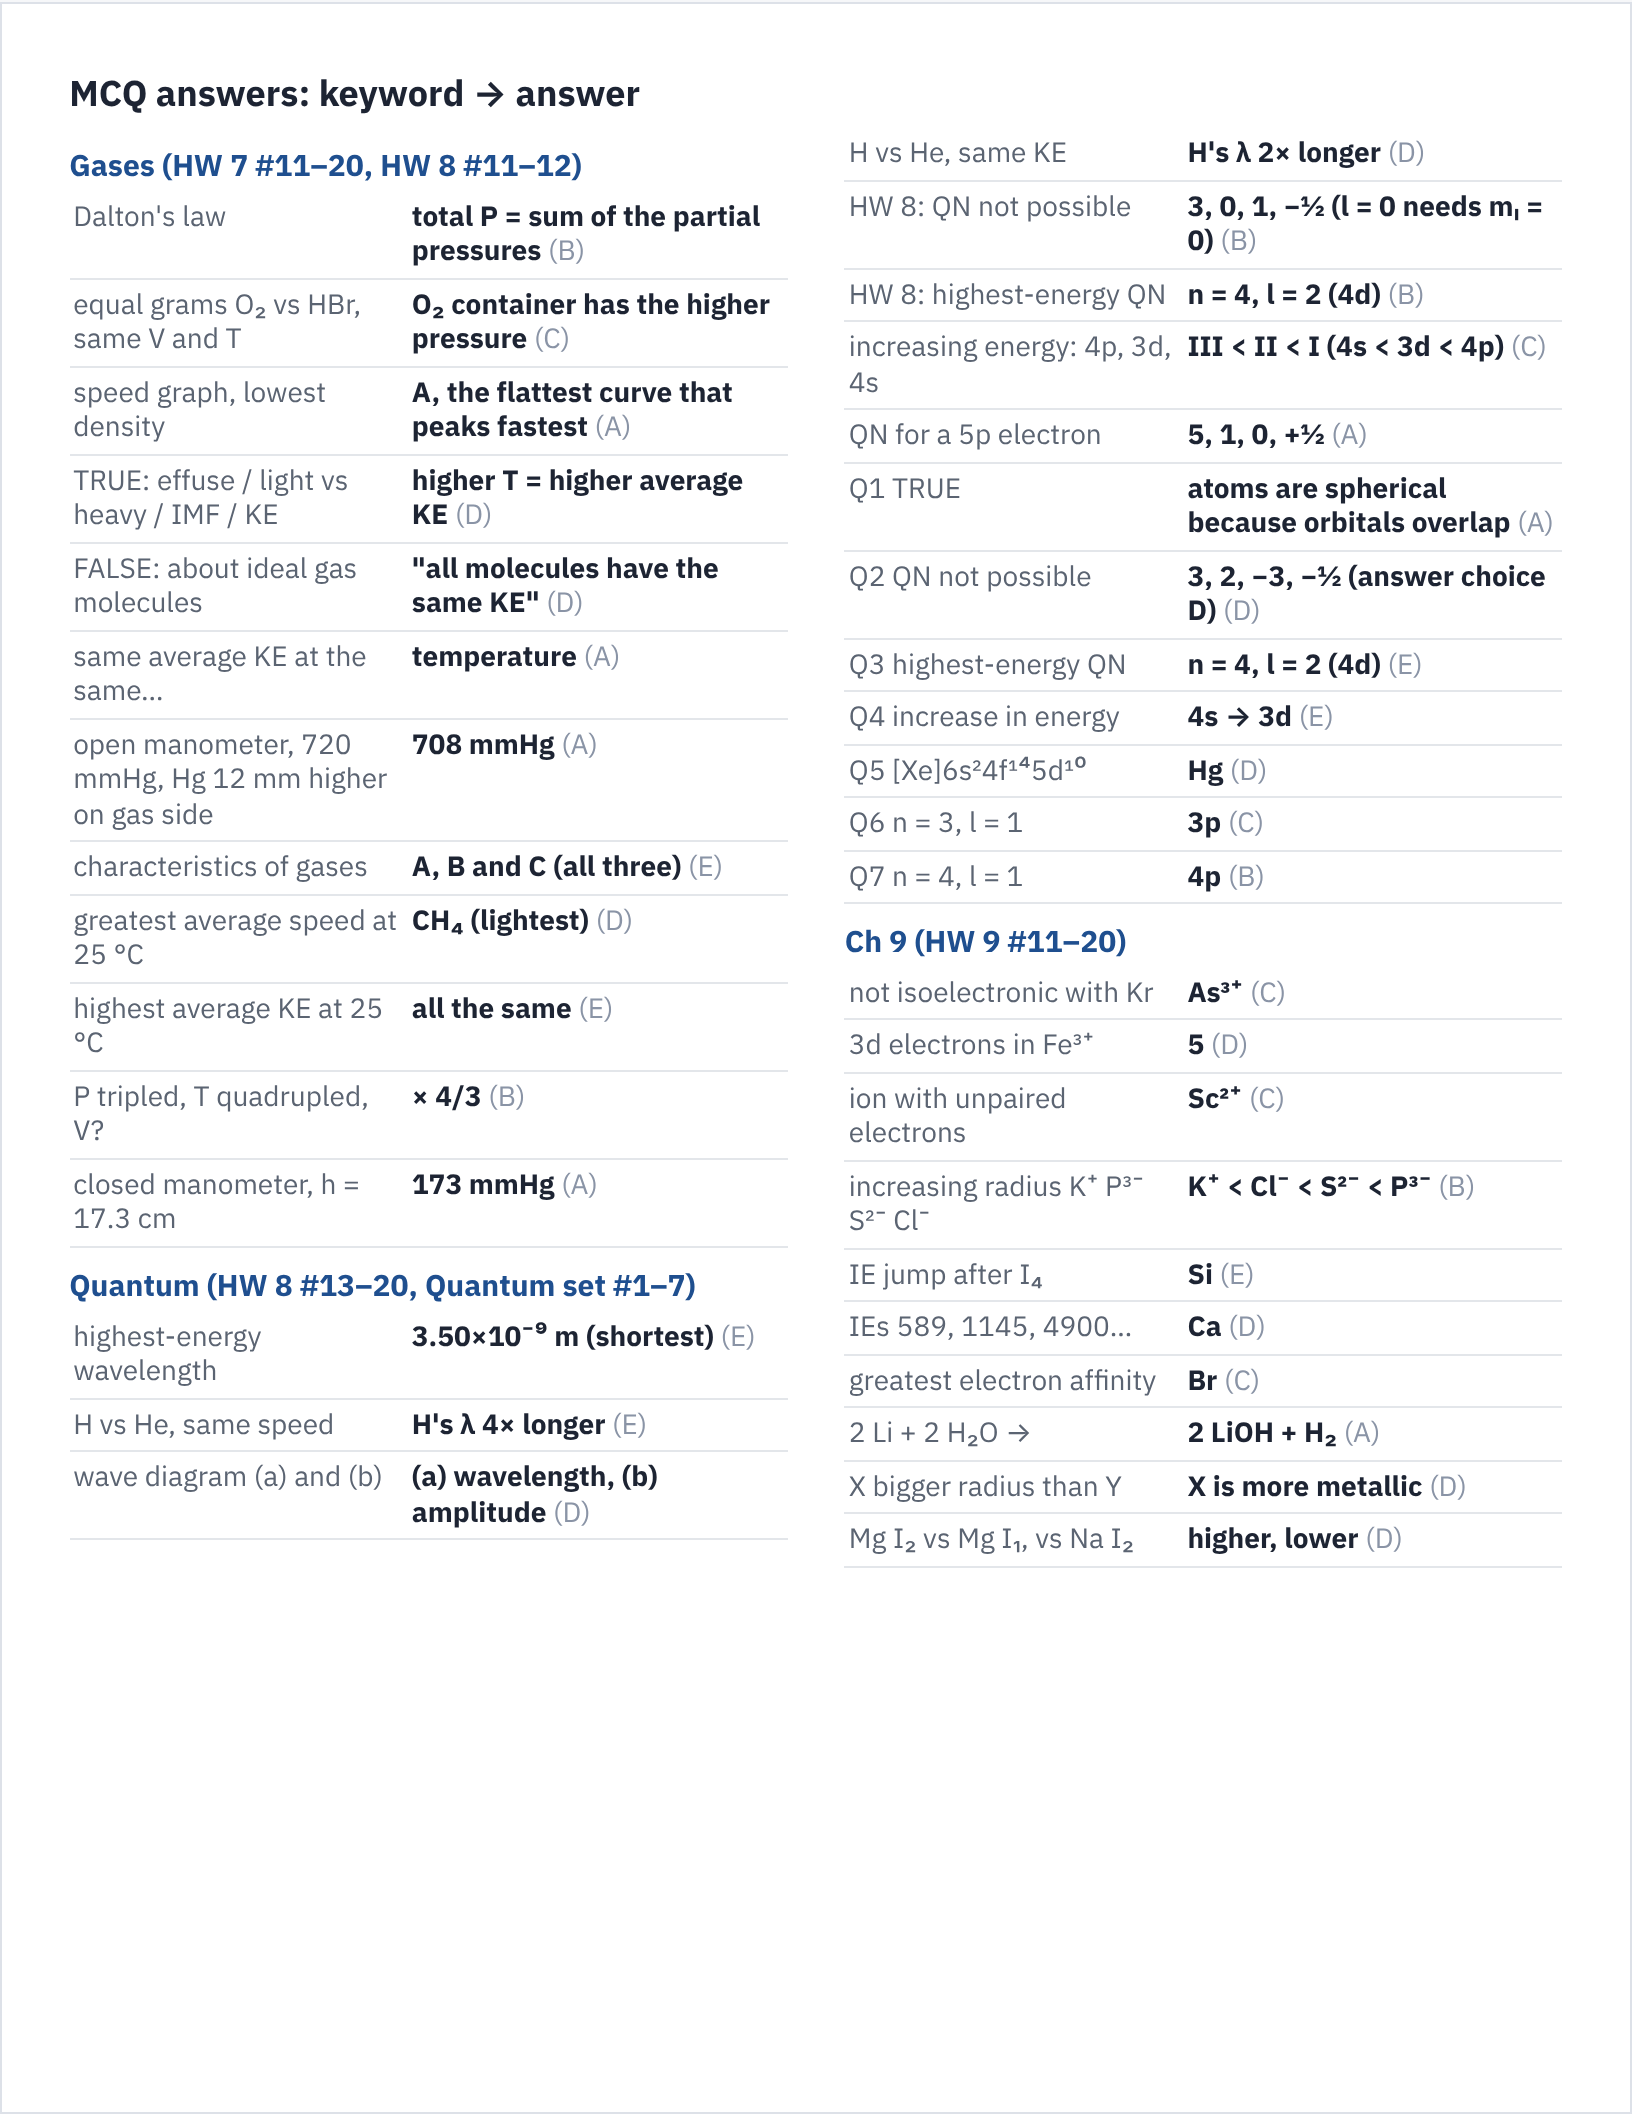 MCQ answers: keyword → answer
Gases (HW 7 #11–20, HW 8 #11–12)
Dalton's law total P = sum of the partial
pressures (B)
equal grams O₂ vs HBr, O₂ container has the higher
same V and T pressure (C)
speed graph, lowest A, the flattest curve that
density peaks fastest (A)
TRUE: effuse / light vs higher T = higher average
heavy / IMF / KE KE (D)
FALSE: about ideal gas "all molecules have the
molecules same KE" (D)
same average KE at the temperature (A)
same...
open manometer, 720 708 mmHg (A)
mmHg, Hg 12 mm higher
on gas side
characteristics of gases A, B and C (all three) (E)
greatest average speed at CH₄ (lightest) (D)
25 °C
highest average KE at 25 all the same (E)
°C
P tripled, T quadrupled, × 4/3 (B)
V?
closed manometer, h = 173 mmHg (A)
17.3 cm
Quantum (HW 8 #13–20, Quantum set #1–7)
highest-energy 3.50×10⁻⁹ m (shortest) (E)
wavelength
H vs He, same speed H's λ 4× longer (E)
wave diagram (a) and (b) (a) wavelength, (b)
amplitude (D)
H vs He, same KE H's λ 2× longer (D)
HW 8: QN not possible 3, 0, 1, −½ (l = 0 needs mₗ =
0) (B)
HW 8: highest-energy QN n = 4, l = 2 (4d) (B)
increasing energy: 4p, 3d, III < II < I (4s < 3d < 4p) (C)
4s
QN for a 5p electron 5, 1, 0, +½ (A)
Q1 TRUE atoms are spherical
because orbitals overlap (A)
Q2 QN not possible 3, 2, −3, −½ (answer choice
D) (D)
Q3 highest-energy QN n = 4, l = 2 (4d) (E)
Q4 increase in energy 4s → 3d (E)
Q5 [Xe]6s²4f¹⁴5d¹⁰ Hg (D)
Q6 n = 3, l = 1 3p (C)
Q7 n = 4, l = 1 4p (B)
Ch 9 (HW 9 #11–20)
not isoelectronic with Kr As³⁺ (C)
3d electrons in Fe³⁺ 5 (D)
ion with unpaired Sc²⁺ (C)
electrons
increasing radius K⁺ P³⁻ K⁺ < Cl⁻ < S²⁻ < P³⁻ (B)
S²⁻ Cl⁻
IE jump after I₄ Si (E)
IEs 589, 1145, 4900... Ca (D)
greatest electron affinity Br (C)
2 Li + 2 H₂O → 2 LiOH + H₂ (A)
X bigger radius than Y X is more metallic (D)
Mg I₂ vs Mg I₁, vs Na I₂ higher, lower (D)